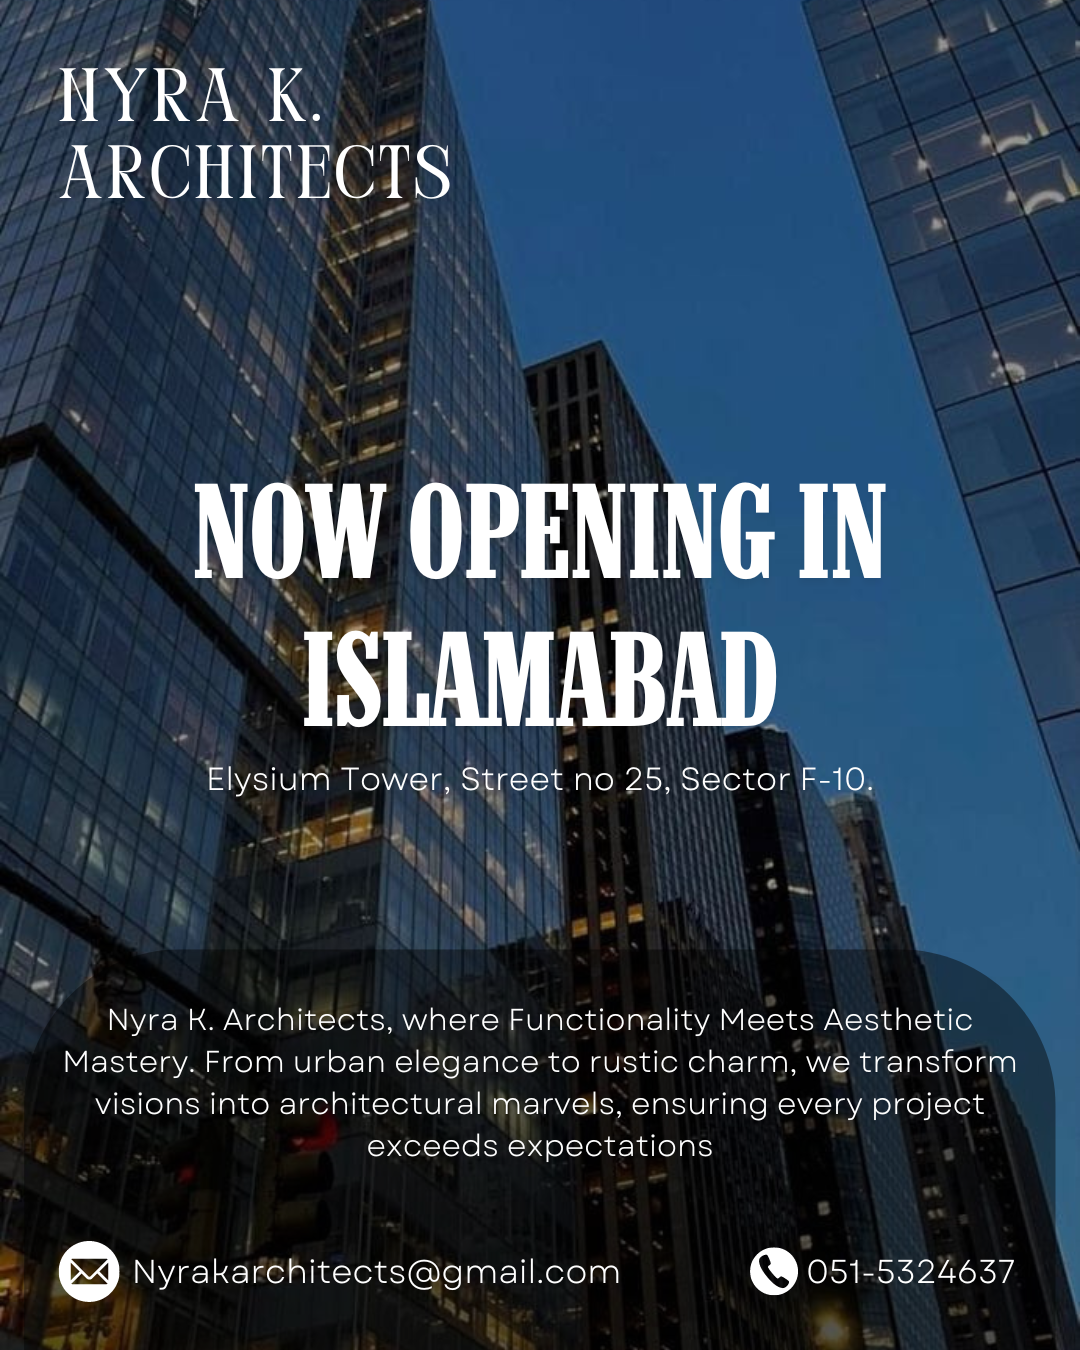 NYRA K.
ARCHITECTS
NOW OPENING IN
ISLAMABAD
Elysium Tower, Street no 25, Sector F-10.
Nyra K. Architects, where Functionality Meets Aesthetic
Mastery. From urban elegance to rustic charm, we transform
visions into architectural marvels, ensuring every project
exceeds expectations
Nyrakarchitects@gmail.com
051-5324637